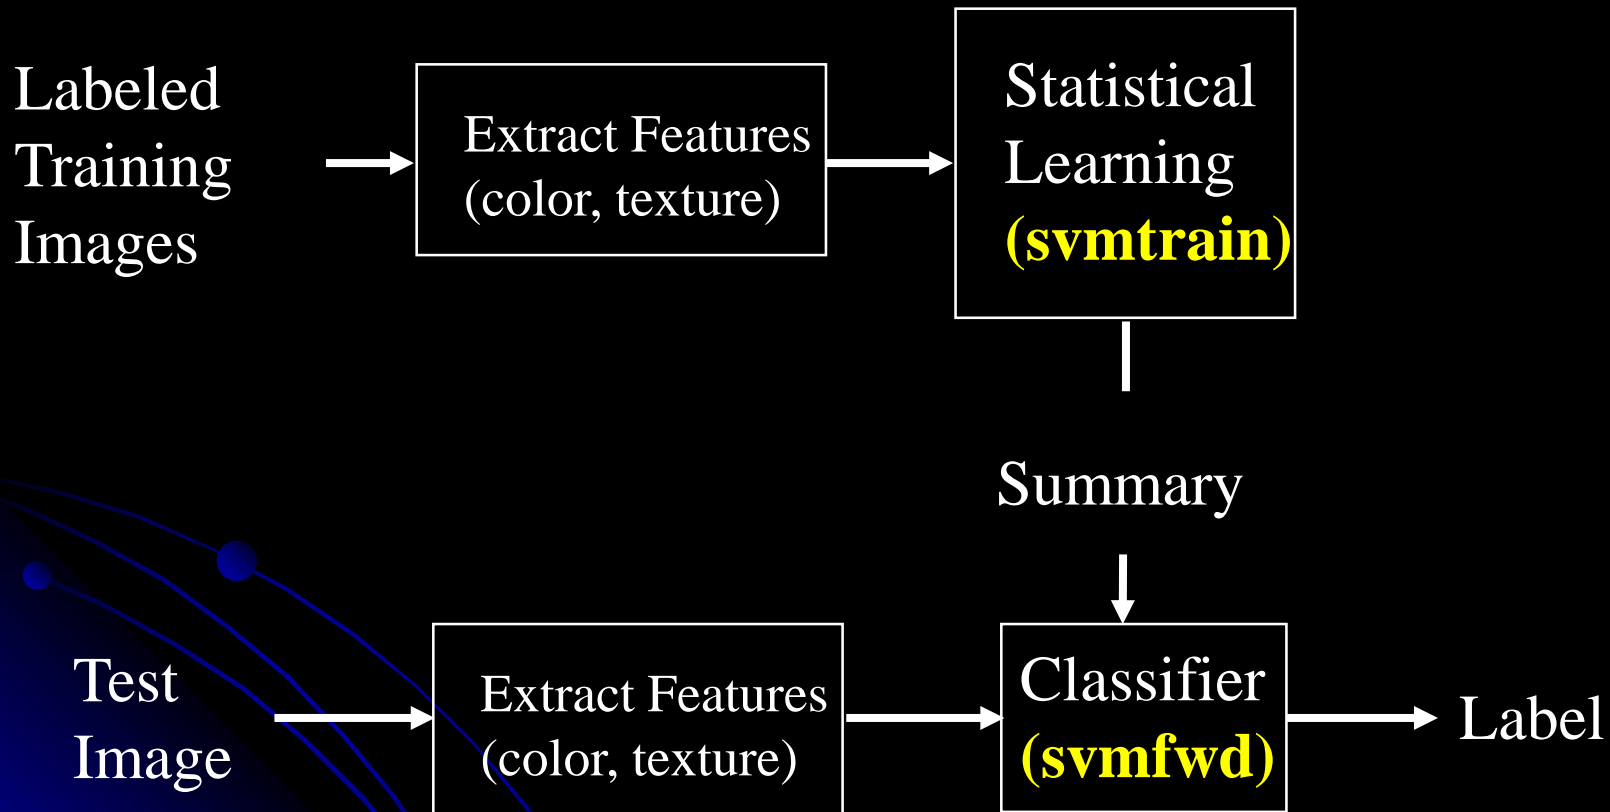 Labeled
Training
Images
Extract Features
(color, texture)
Statistical
Learning
(svmtrain)
Summary
Test
Image
Extract Features
(color, texture)
Classifier
(svmfwd)
Label